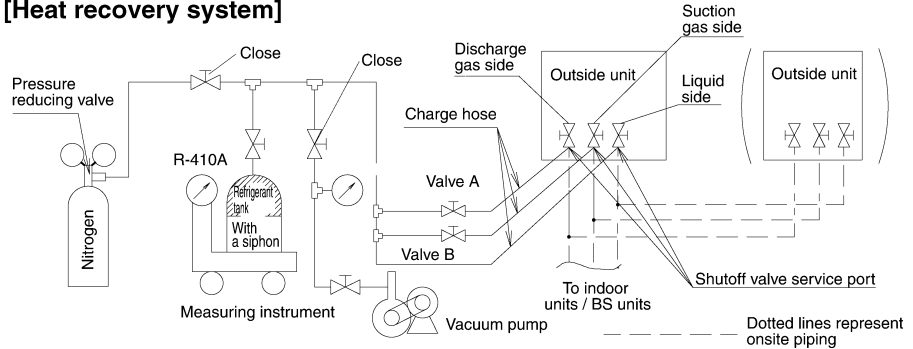 [Heat recovery system]
Close
Close
Pressure
reducing valve
R-410A
Refrigerant
tank
With
a siphon
Nitrogen
Measuring instrument
Vacuum pump
Valve A
Valve B
Charge hose
Discharge
gas side
Suction
gas side
Liquid
side
Outside unit
Outside unit
To indoor
units / BS units
Shutoff valve service port
Dotted lines represent
onsite piping